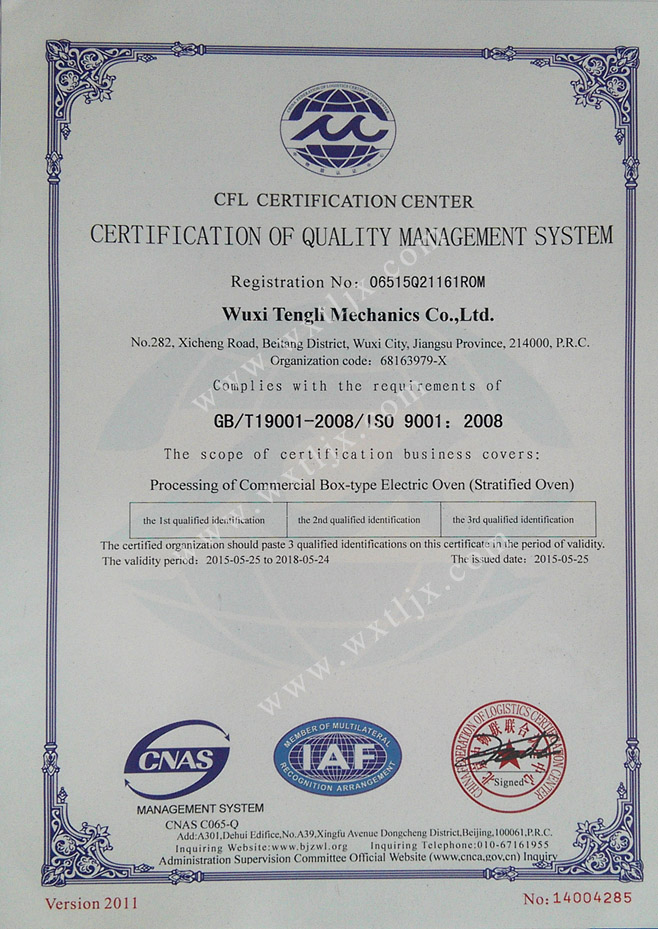 CFL CERTIFICATION CENTER
CERTIFICATION OF QUALITY MANAGEMENT SYSTEM
Registration No: 06515Q21161R0M
Wuxi Tengli Mechanics Co.,Ltd.
No.282, Xicheng Road, Beitang District, Wuxi City, Jiangsu Province, 214000, P.R.C.
Organization code: 68163979-X
Complies with the requirements of
GB/T19001-2008/ISO 9001: 2008
The scope of certification business covers:
Processing of Commercial Box-type Electric Oven (Stratified Oven)
the 1st qualified identification the 2nd qualified identification the 3rd qualified identification
The certified organization should paste 3 qualified identifications on this certificate in the period of validity.
The validity period: 2015-05-25 to 2018-05-24 The issued date: 2015-05-25
www.wxtljx.com
www.wxtljx.com
www.wxtljx.com
CNAS
MEMBER OF MULTILATERAL
IAF
RECOGNITION ARRANGEMENT
CHINA FEDERATION OF LOGISTICS CERTIFICATION CENTER
Signed
MANAGEMENT SYSTEM
CNAS C065-Q
Add:A301,Dehui Edifice,No.A39,Xingfu Avenue Dongcheng District,Beijing,100061,P.R.C.
Inquiring Website:www.bjzwl.org Inquiring Telephone:010-67161955
Administration Supervision Committee Official Website (www.cnca.gov.cn) Inquiry
Version 2011 No:14004285